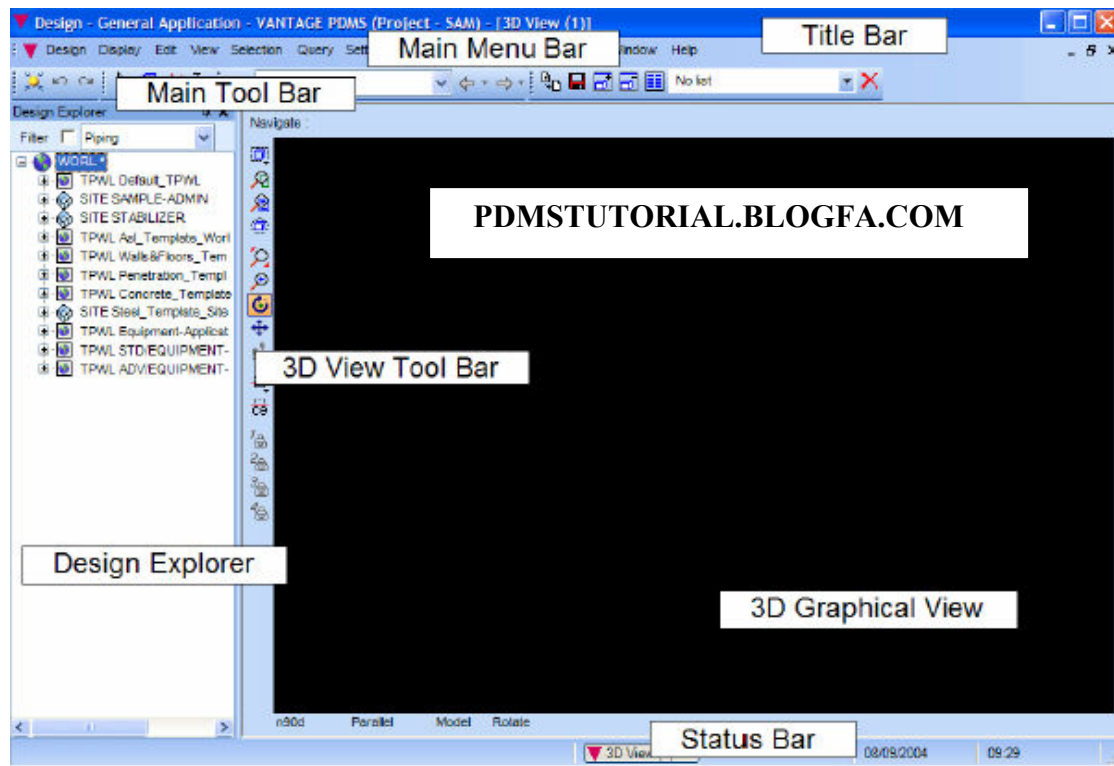 Design - General Application - VANTAGE PDMS (Project - SAM) - [3D View (1)]
Title Bar
Design Display Edit View Selection Query
Main Menu Bar
Help
Main Tool Bar
No list
Design Explorer
Navigate :
Filter Piping
WORL*
TPWL Default_TPWL
SITE SAMPLE-ADMIN
SITE STABILIZER
TPWL Asl_Template_Worl
TPWL Walls&Floors_Tem
TPWL Penetration_Templ
TPWL Concrete_Template
SITE Steel_Template_Site
TPWL Equipment-Applicat
TPWL STD/EQUIPMENT-
TPWL ADV/EQUIPMENT-
PDMSTUTORIAL.BLOGFA.COM
3D View Tool Bar
Design Explorer
3D Graphical View
n90d Parallel Model Rotate
Status Bar
3D View
08/09/2004 09:29